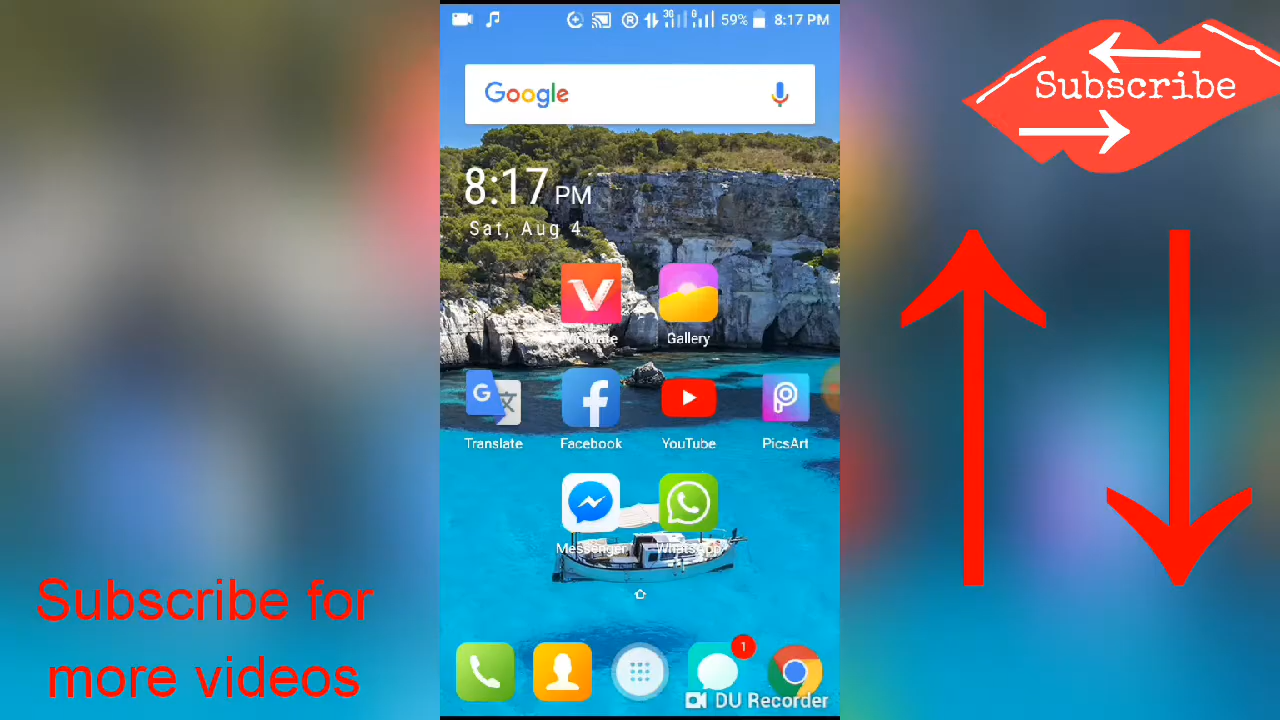 59% 8:17 PM
Google
8:17 PM
Sat, Aug 4
Gallery
Translate Facebook YouTube PicsArt
Messenger WhatsApp
1
DU Recorder
Subscribe
Subscribe for
more videos